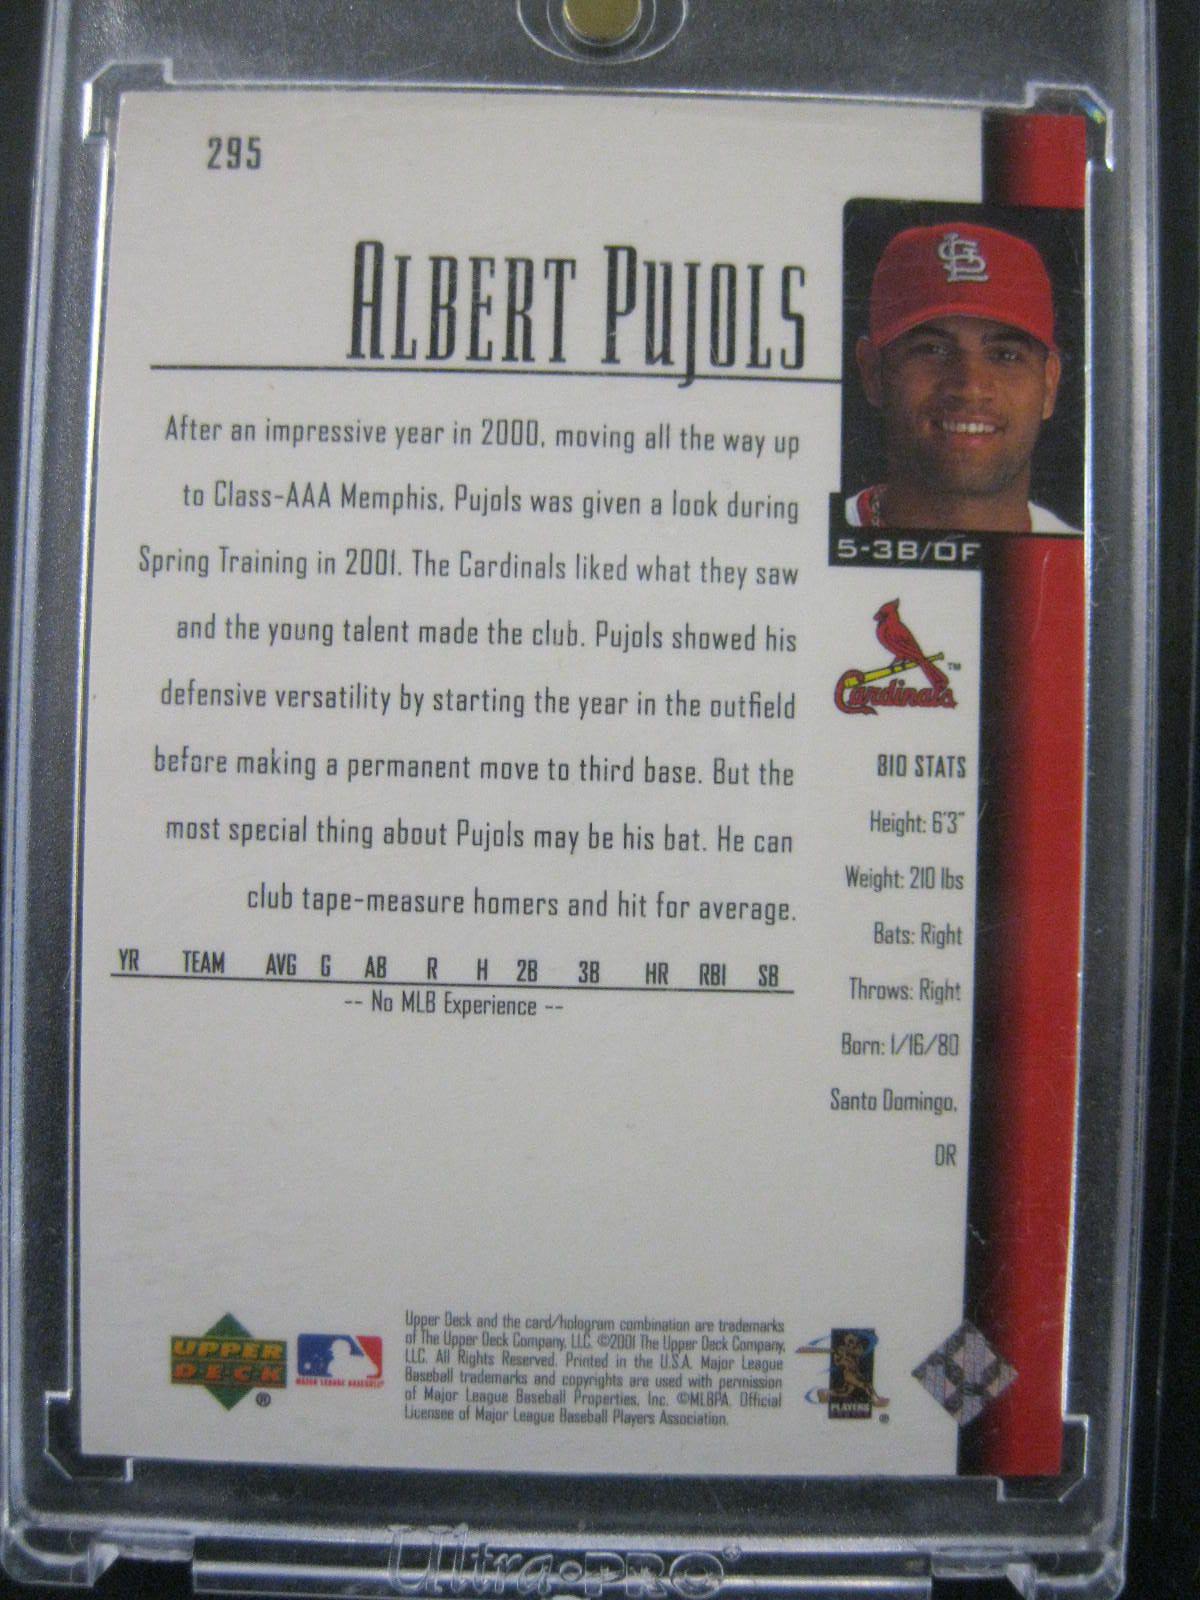 295
ALBERT PUJOLS
After an impressive year in 2000, moving all the way up
to Class-AAA Memphis, Pujols was given a look during
Spring Training in 2001. The Cardinals liked what they saw
and the young talent made the club. Pujols showed his
defensive versatility by starting the year in the outfield
before making a permanent move to third base. But the
most special thing about Pujols may be his bat. He can
club tape-measure homers and hit for average.
YR TEAM AVG G AB R H 2B 3B HR RBI SB
-- No MLB Experience --
StL
5-3B/OF
Cardinals™
BIO STATS
Height: 6'3"
Weight: 210 lbs
Bats: Right
Throws: Right
Born: 1/16/80
Santo Domingo,
DR
UPPER
DECK®
MAJOR LEAGUE BASEBALL
Upper Deck and the card/hologram combination are trademarks
of The Upper Deck Company, LLC. ©2001 The Upper Deck Company,
LLC. All Rights Reserved. Printed in the U.S.A. Major League
Baseball trademarks and copyrights are used with permission
of Major League Baseball Properties, Inc. ©MLBPA. Official
Licensee of Major League Baseball Players Association.
PLAYERS
®
Ultra•PRO®